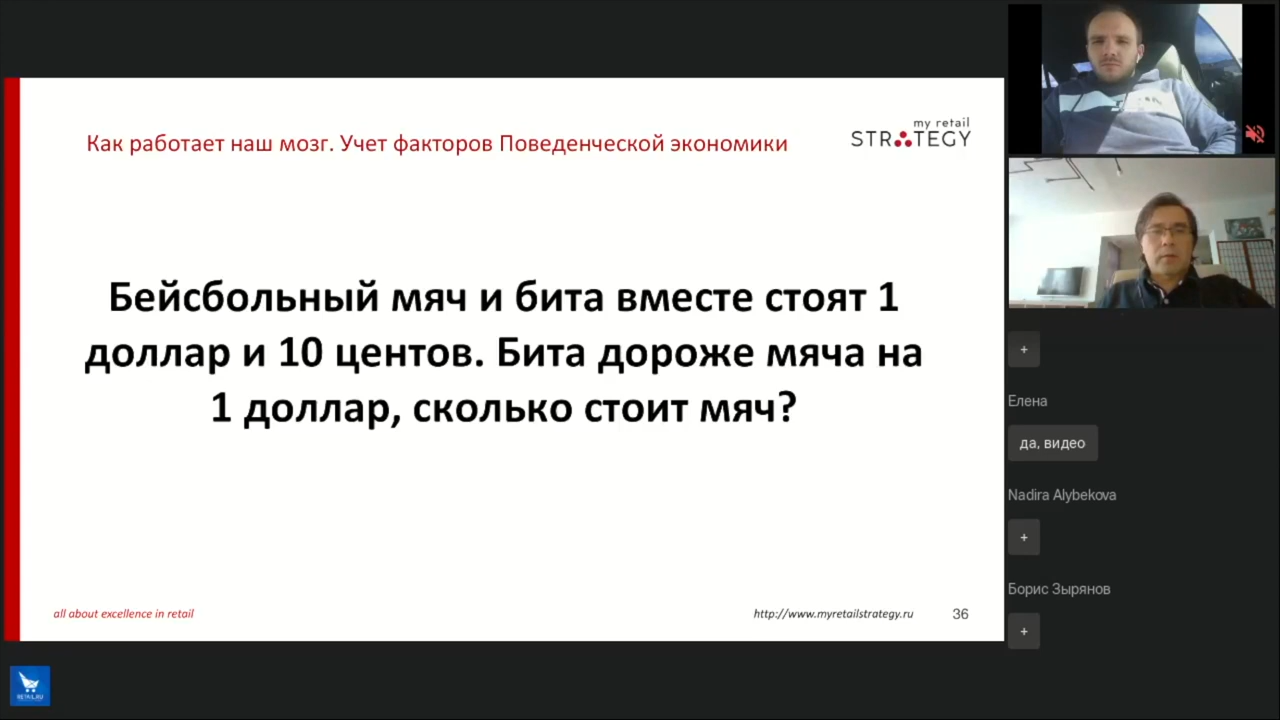 Как работает наш мозг. Учет факторов Поведенческой экономики
my retail
STRATEGY
Бейсбольный мяч и бита вместе стоят 1
доллар и 10 центов. Бита дороже мяча на
1 доллар, сколько стоит мяч?
all about excellence in retail
http://www.myretailstrategy.ru
36
+
Елена
да, видео
Nadira Alybekova
+
Борис Зырянов
+
RETAIL.RU